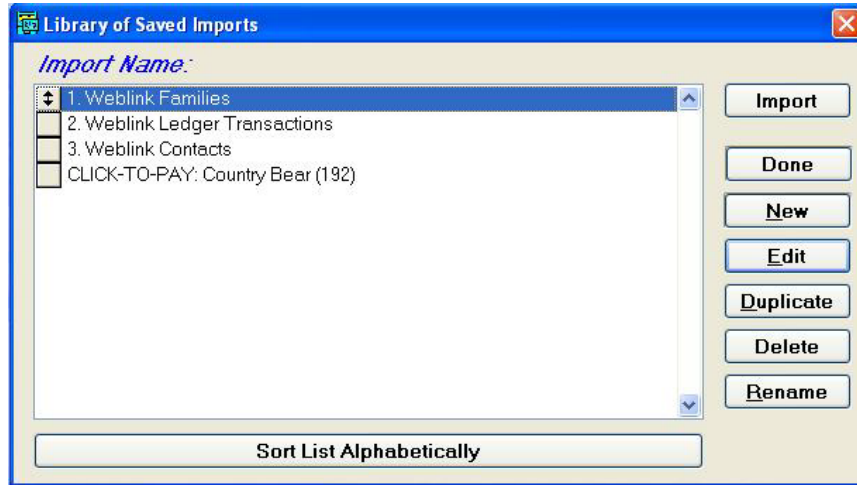 Library of Saved Imports
Import Name:
1. Weblink Families
2. Weblink Ledger Transactions
3. Weblink Contacts
CLICK-TO-PAY: Country Bear (192)
Import
Done
New
Edit
Duplicate
Delete
Rename
Sort List Alphabetically